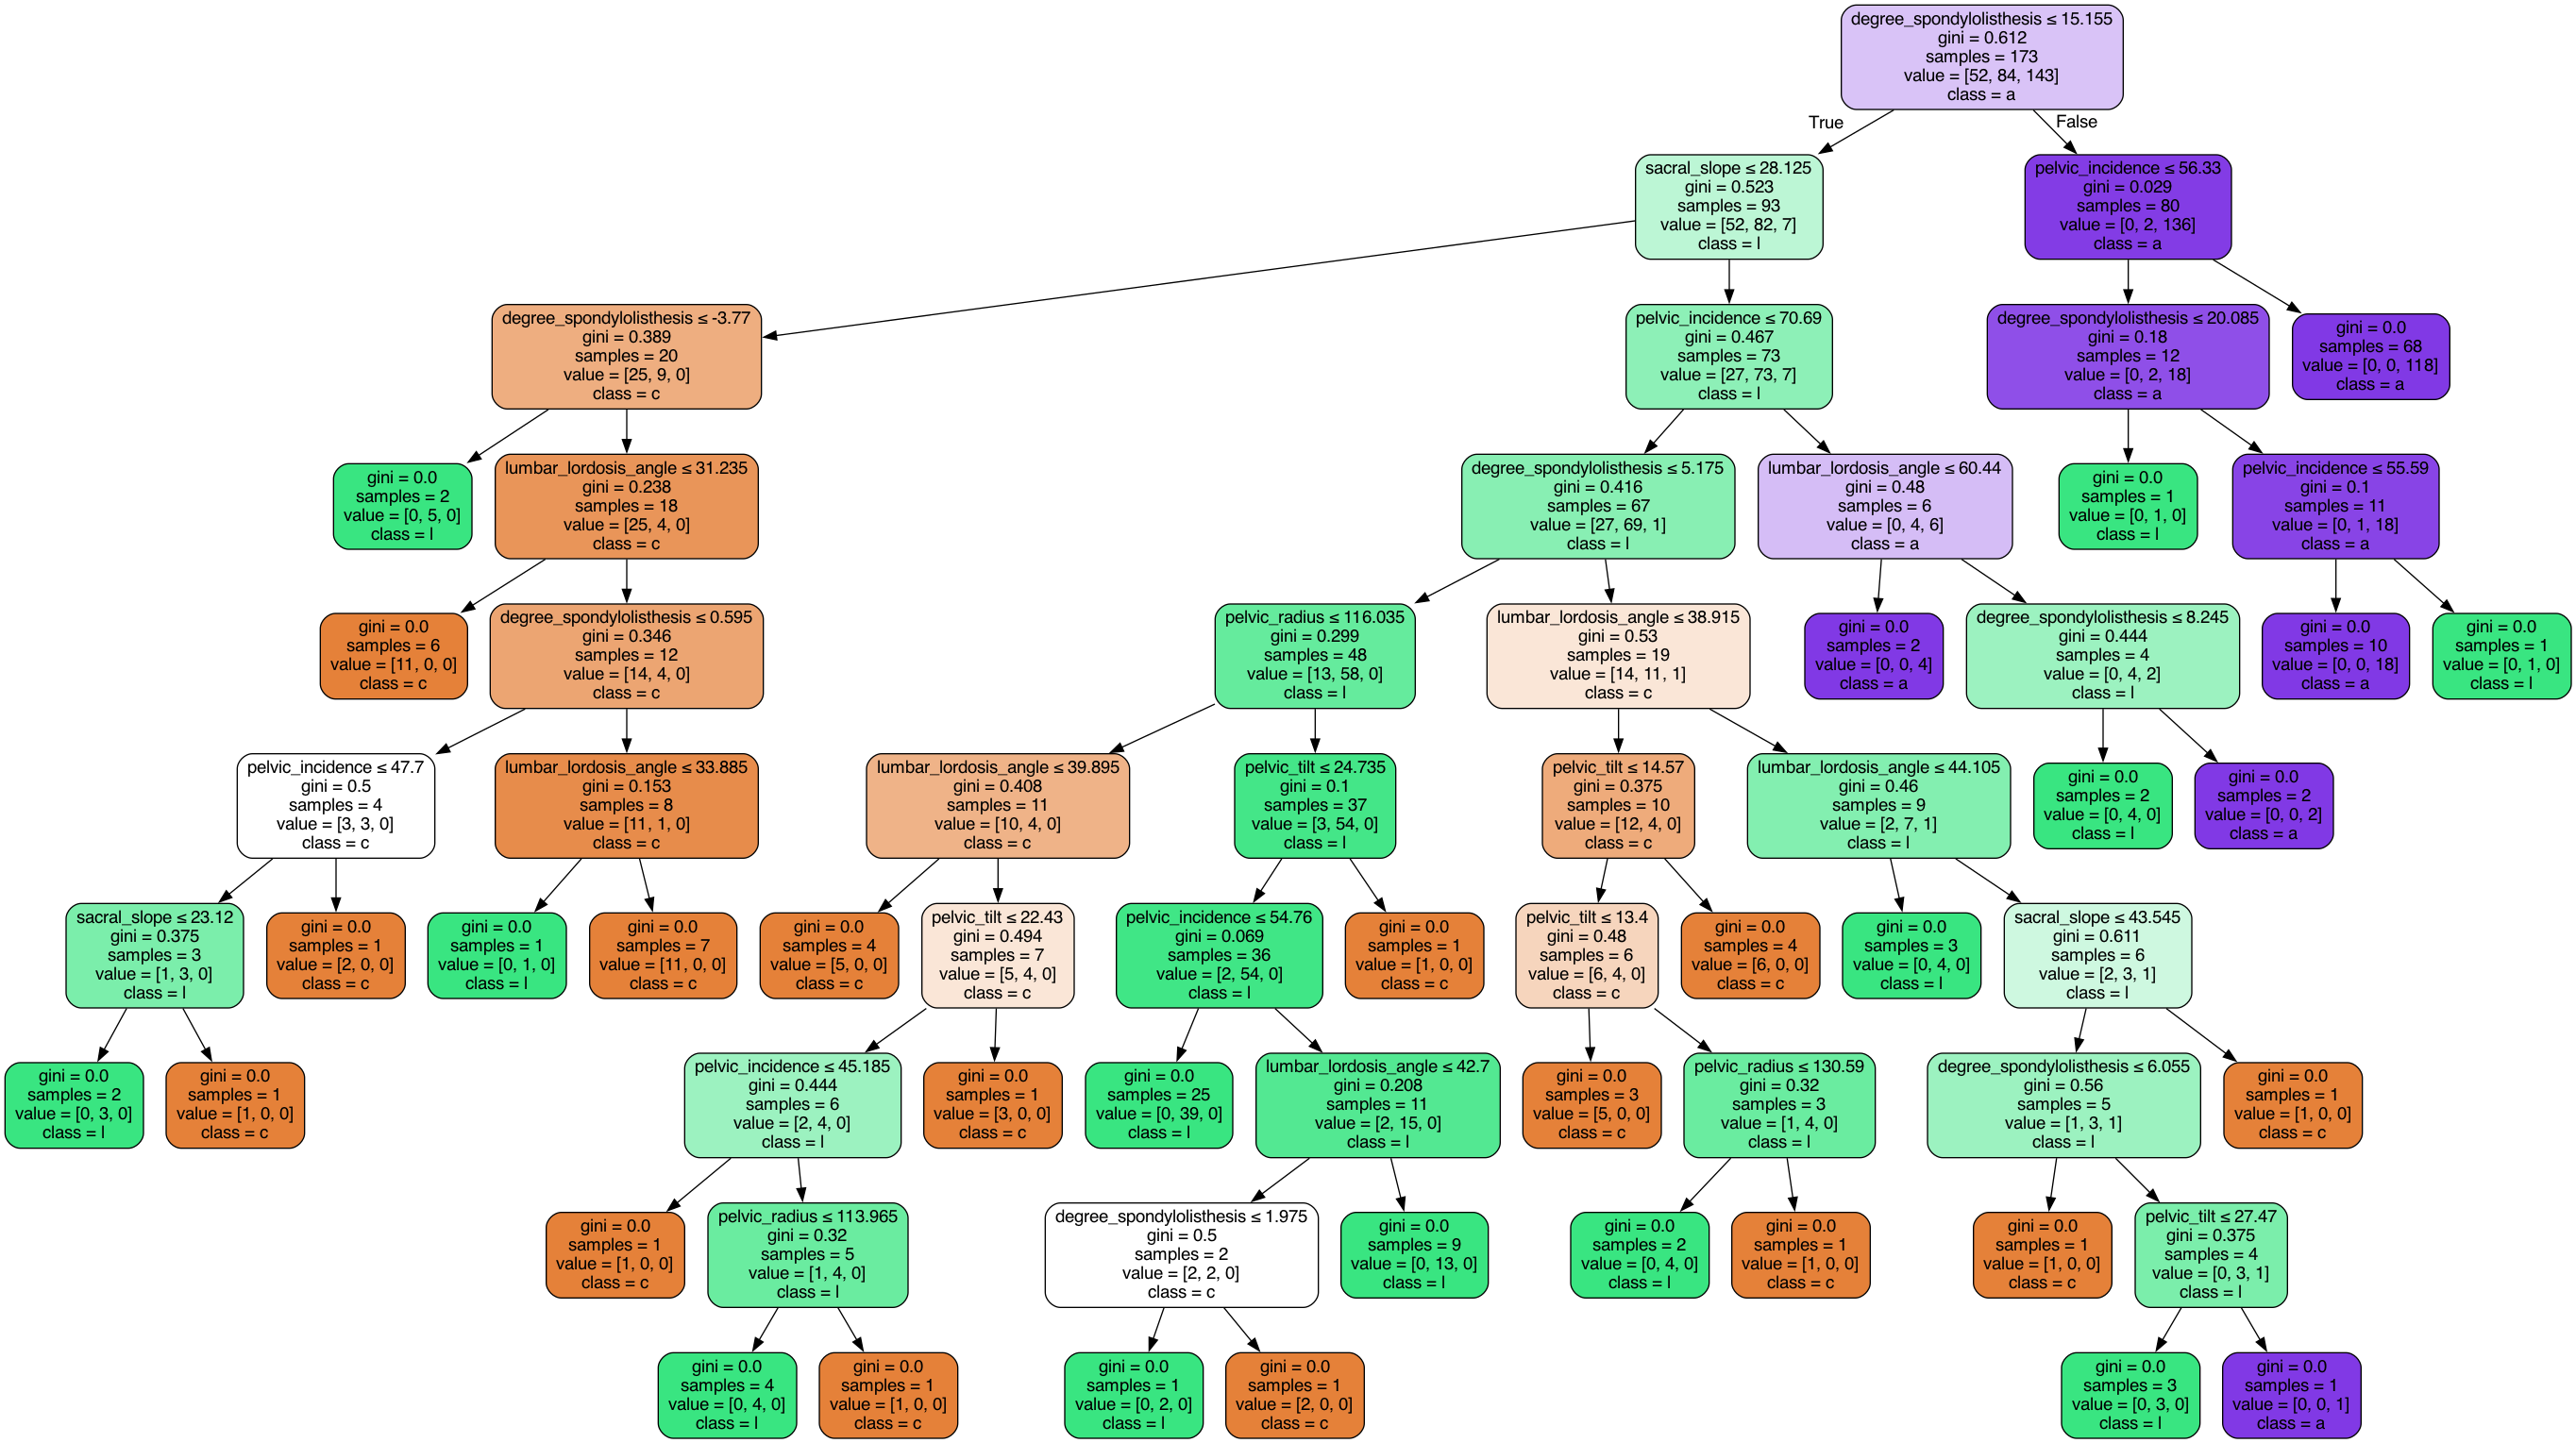 degree_spondylolisthesis ≤ 15.155
gini = 0.612
samples = 173
value = [52, 84, 143]
class = a
True
False
sacral_slope ≤ 28.125
gini = 0.523
samples = 93
value = [52, 82, 7]
class = l
pelvic_incidence ≤ 56.33
gini = 0.029
samples = 80
value = [0, 2, 136]
class = a
degree_spondylolisthesis ≤ -3.77
gini = 0.389
samples = 20
value = [25, 9, 0]
class = c
pelvic_incidence ≤ 70.69
gini = 0.467
samples = 73
value = [27, 73, 7]
class = l
degree_spondylolisthesis ≤ 20.085
gini = 0.18
samples = 12
value = [0, 2, 18]
class = a
gini = 0.0
samples = 68
value = [0, 0, 118]
class = a
gini = 0.0
samples = 2
value = [0, 5, 0]
class = l
lumbar_lordosis_angle ≤ 31.235
gini = 0.238
samples = 18
value = [25, 4, 0]
class = c
degree_spondylolisthesis ≤ 5.175
gini = 0.416
samples = 67
value = [27, 69, 1]
class = l
lumbar_lordosis_angle ≤ 60.44
gini = 0.48
samples = 6
value = [0, 4, 6]
class = a
gini = 0.0
samples = 1
value = [0, 1, 0]
class = l
pelvic_incidence ≤ 55.59
gini = 0.1
samples = 11
value = [0, 1, 18]
class = a
gini = 0.0
samples = 6
value = [11, 0, 0]
class = c
degree_spondylolisthesis ≤ 0.595
gini = 0.346
samples = 12
value = [14, 4, 0]
class = c
pelvic_radius ≤ 116.035
gini = 0.299
samples = 48
value = [13, 58, 0]
class = l
lumbar_lordosis_angle ≤ 38.915
gini = 0.53
samples = 19
value = [14, 11, 1]
class = c
gini = 0.0
samples = 2
value = [0, 0, 4]
class = a
degree_spondylolisthesis ≤ 8.245
gini = 0.444
samples = 4
value = [0, 4, 2]
class = l
gini = 0.0
samples = 10
value = [0, 0, 18]
class = a
gini = 0.0
samples = 1
value = [0, 1, 0]
class = l
pelvic_incidence ≤ 47.7
gini = 0.5
samples = 4
value = [3, 3, 0]
class = c
lumbar_lordosis_angle ≤ 33.885
gini = 0.153
samples = 8
value = [11, 1, 0]
class = c
lumbar_lordosis_angle ≤ 39.895
gini = 0.408
samples = 11
value = [10, 4, 0]
class = c
pelvic_tilt ≤ 24.735
gini = 0.1
samples = 37
value = [3, 54, 0]
class = l
pelvic_tilt ≤ 14.57
gini = 0.375
samples = 10
value = [12, 4, 0]
class = c
lumbar_lordosis_angle ≤ 44.105
gini = 0.46
samples = 9
value = [2, 7, 1]
class = l
gini = 0.0
samples = 2
value = [0, 4, 0]
class = l
gini = 0.0
samples = 2
value = [0, 0, 2]
class = a
sacral_slope ≤ 23.12
gini = 0.375
samples = 3
value = [1, 3, 0]
class = l
gini = 0.0
samples = 1
value = [2, 0, 0]
class = c
gini = 0.0
samples = 1
value = [0, 1, 0]
class = l
gini = 0.0
samples = 7
value = [11, 0, 0]
class = c
gini = 0.0
samples = 4
value = [5, 0, 0]
class = c
pelvic_tilt ≤ 22.43
gini = 0.494
samples = 7
value = [5, 4, 0]
class = c
pelvic_incidence ≤ 54.76
gini = 0.069
samples = 36
value = [2, 54, 0]
class = l
gini = 0.0
samples = 1
value = [1, 0, 0]
class = c
pelvic_tilt ≤ 13.4
gini = 0.48
samples = 6
value = [6, 4, 0]
class = c
gini = 0.0
samples = 4
value = [6, 0, 0]
class = c
gini = 0.0
samples = 3
value = [0, 4, 0]
class = l
sacral_slope ≤ 43.545
gini = 0.611
samples = 6
value = [2, 3, 1]
class = l
gini = 0.0
samples = 2
value = [0, 3, 0]
class = l
gini = 0.0
samples = 1
value = [1, 0, 0]
class = c
pelvic_incidence ≤ 45.185
gini = 0.444
samples = 6
value = [2, 4, 0]
class = l
gini = 0.0
samples = 1
value = [3, 0, 0]
class = c
gini = 0.0
samples = 25
value = [0, 39, 0]
class = l
lumbar_lordosis_angle ≤ 42.7
gini = 0.208
samples = 11
value = [2, 15, 0]
class = l
gini = 0.0
samples = 3
value = [5, 0, 0]
class = c
pelvic_radius ≤ 130.59
gini = 0.32
samples = 3
value = [1, 4, 0]
class = l
degree_spondylolisthesis ≤ 6.055
gini = 0.56
samples = 5
value = [1, 3, 1]
class = l
gini = 0.0
samples = 1
value = [1, 0, 0]
class = c
gini = 0.0
samples = 1
value = [1, 0, 0]
class = c
pelvic_radius ≤ 113.965
gini = 0.32
samples = 5
value = [1, 4, 0]
class = l
degree_spondylolisthesis ≤ 1.975
gini = 0.5
samples = 2
value = [2, 2, 0]
class = c
gini = 0.0
samples = 9
value = [0, 13, 0]
class = l
gini = 0.0
samples = 2
value = [0, 4, 0]
class = l
gini = 0.0
samples = 1
value = [1, 0, 0]
class = c
gini = 0.0
samples = 1
value = [1, 0, 0]
class = c
pelvic_tilt ≤ 27.47
gini = 0.375
samples = 4
value = [0, 3, 1]
class = l
gini = 0.0
samples = 4
value = [0, 4, 0]
class = l
gini = 0.0
samples = 1
value = [1, 0, 0]
class = c
gini = 0.0
samples = 1
value = [0, 2, 0]
class = l
gini = 0.0
samples = 1
value = [2, 0, 0]
class = c
gini = 0.0
samples = 3
value = [0, 3, 0]
class = l
gini = 0.0
samples = 1
value = [0, 0, 1]
class = a